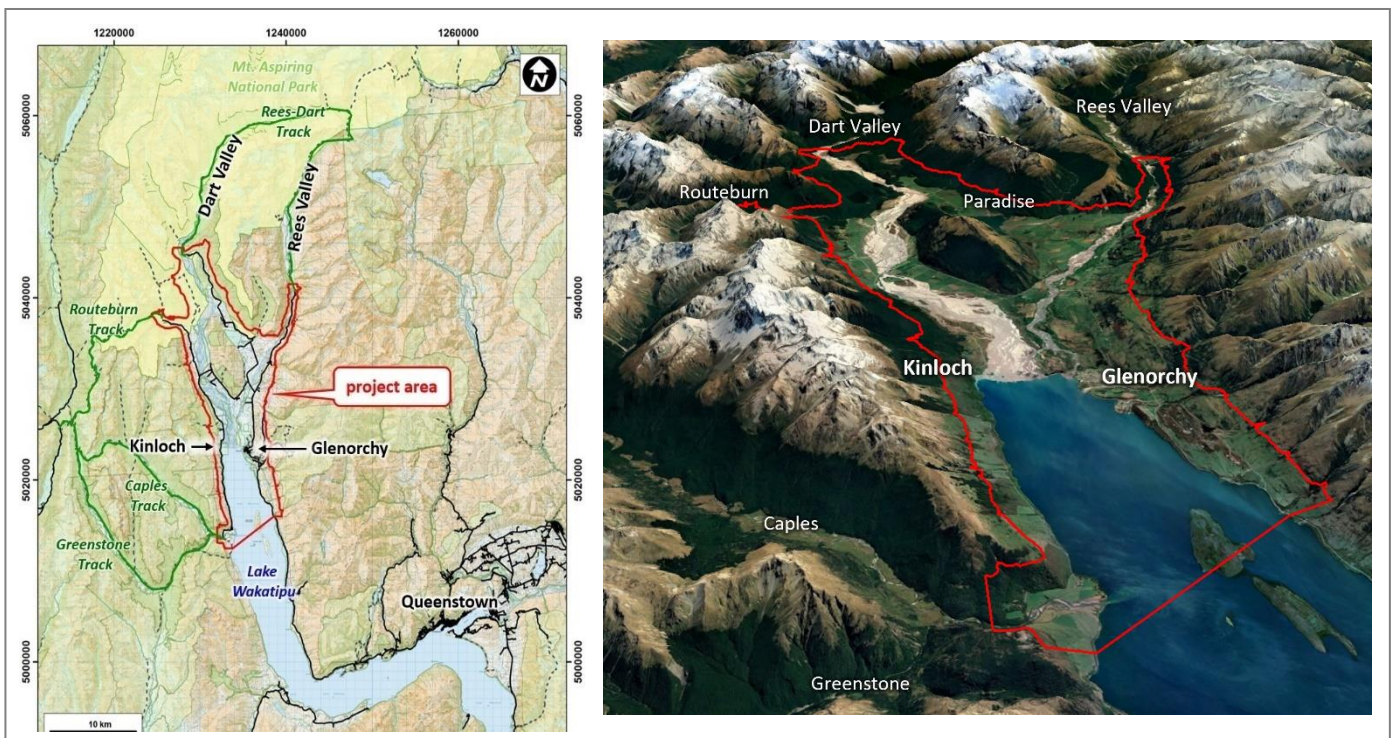 1220000 1240000 1260000
Mt. Aspiring
National Park
N
5060000
5060000
Rees-Dart
Track
Dart Valley
Rees Valley
5040000
5040000
Routeburn
Track
project area
Kinloch
Glenorchy
5020000
5020000
Caples
Track
Greenstone
Track
Lake
Wakatipu
Queenstown
5000000
5000000
10 km
Rees Valley
Dart Valley
Routeburn
Paradise
Kinloch
Glenorchy
Caples
Greenstone